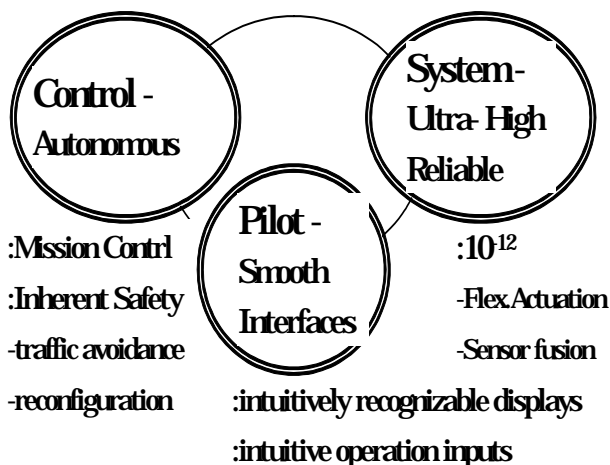 Control -
Autonomous
System-
Ultra- High
Reliable
Pilot -
Smooth
Interfaces
:Mission Contrl
:Inherent Safety
-traffic avoidance
-reconfiguration
:10⁻¹²
-Flex.Actuation
-Sensor fusion
:intuitively recognizable displays
:intuitive operation inputs